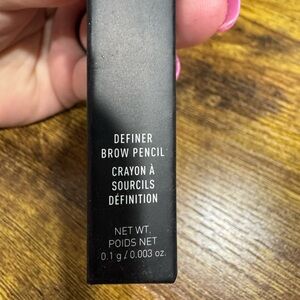 DEFINER
BROW PENCIL
CRAYON À
SOURCILS
DÉFINITION
NET WT.
POIDS NET
0.1 g / 0.003 oz.